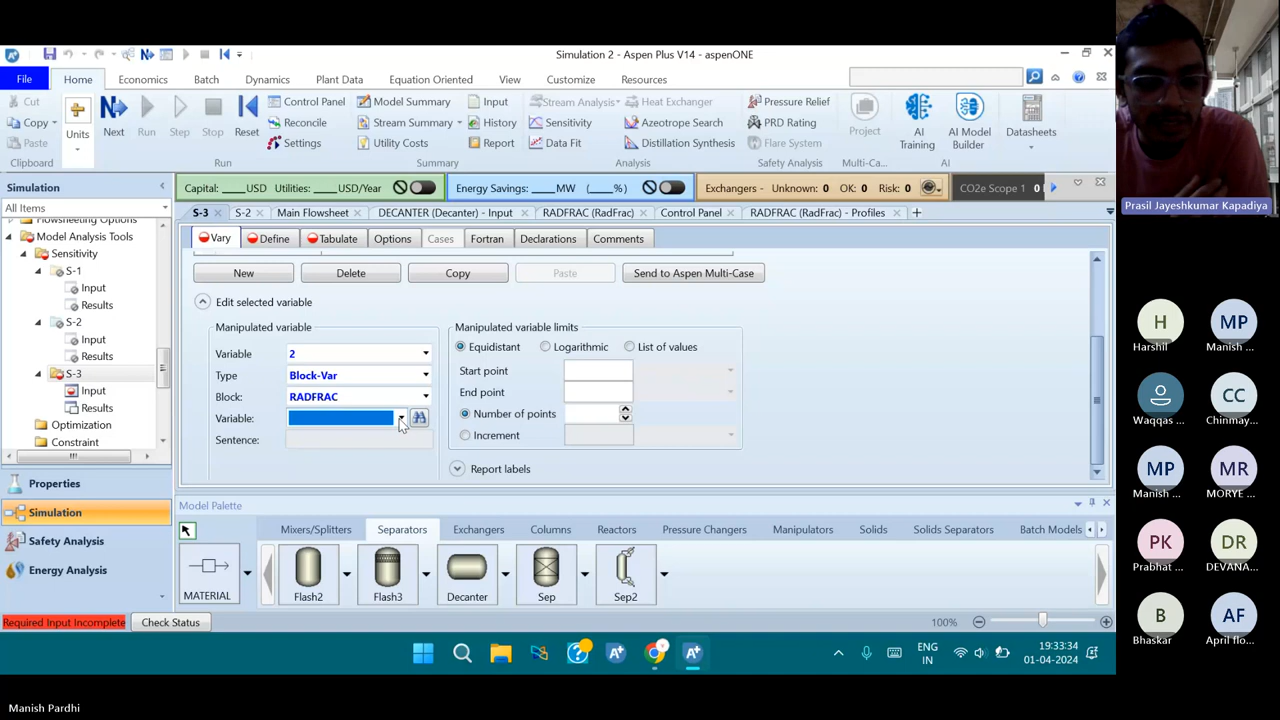 Simulation 2 - Aspen Plus V14 - aspenONE
File Home Economics Batch Dynamics Plant Data Equation Oriented View Customize Resources
Cut Copy Paste Clipboard
Units
Next Run Step Stop Reset
Control Panel Reconcile Settings
Run
Model Summary Stream Summary Utility Costs
Input History Report
Summary
Stream Analysis Sensitivity Data Fit
Heat Exchanger Azeotrope Search Distillation Synthesis
Analysis
Pressure Relief PRD Rating Flare System
Safety Analysis
Project
Multi-Ca...
AI Training
AI Model Builder
AI
Datasheets
Prasil Jayeshkumar Kapadiya
Simulation
Capital: ____USD Utilities: ____USD/Year
Energy Savings: ____MW (____%)
Exchangers - Unknown: 0 OK: 0 Risk: 0
CO2e Scope 1 0
All Items
S-3 S-2 Main Flowsheet DECANTER (Decanter) - Input RADFRAC (RadFrac) Control Panel RADFRAC (RadFrac) - Profiles
Flowsheeting Options
Model Analysis Tools
Sensitivity
S-1
Input
Results
S-2
Input
Results
S-3
Input
Results
Optimization
Constraint
Vary Define Tabulate Options Cases Fortran Declarations Comments
New Delete Copy Paste Send to Aspen Multi-Case
Edit selected variable
Manipulated variable
Variable 2
Type Block-Var
Block: RADFRAC
Variable:
Sentence:
Manipulated variable limits
Equidistant Logarithmic List of values
Start point
End point
Number of points
Increment
Report labels
Properties
Simulation
Safety Analysis
Energy Analysis
Model Palette
Mixers/Splitters Separators Exchangers Columns Reactors Pressure Changers Manipulators Solids Solids Separators Batch Models
MATERIAL Flash2 Flash3 Decanter Sep Sep2
Required Input Incomplete Check Status 100%
ENG
IN
19:33:34
01-04-2024
H
Harshil
MP
Manish ...
Waqqas ...
CC
Chinmay...
MP
Manish ...
MR
MORYE ...
PK
Prabhat ...
DR
DEVANA...
B
Bhaskar
AF
April flo...
Manish Pardhi